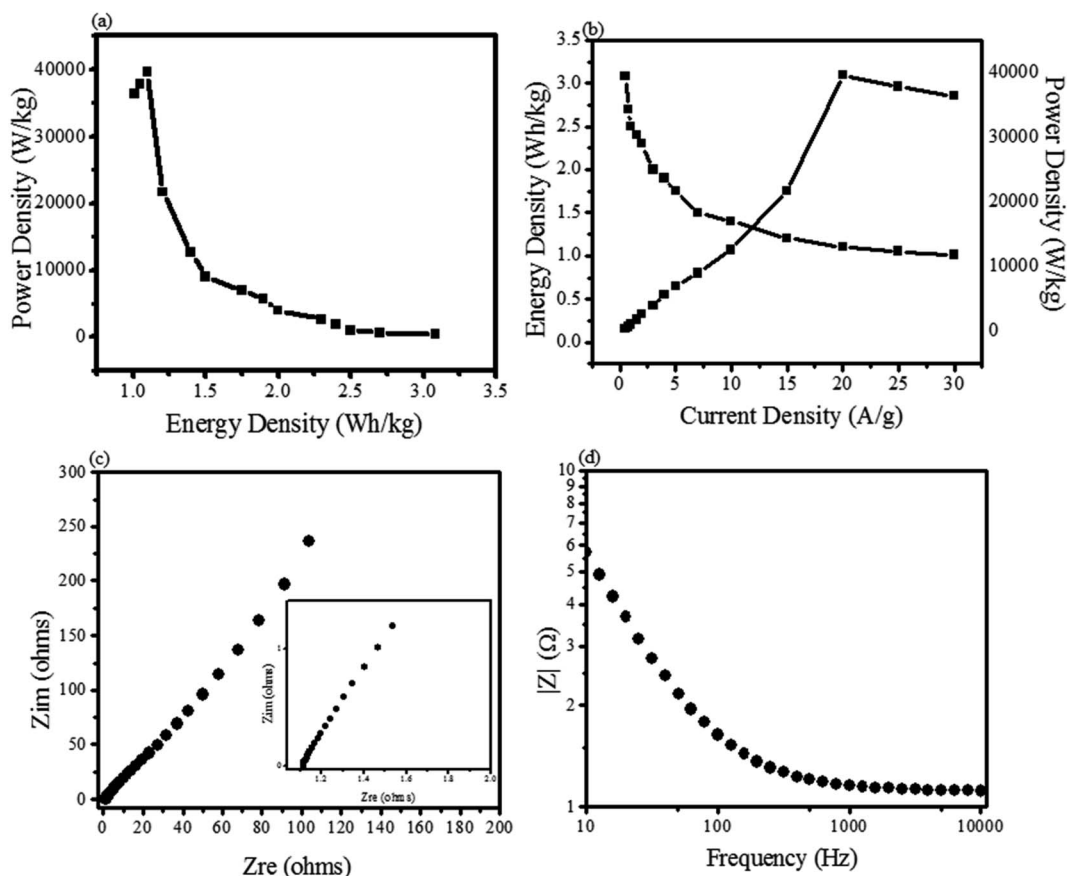 (a)
40000
30000
20000
10000
0
Power Density (W/kg)
1.0 1.5 2.0 2.5 3.0 3.5
Energy Density (Wh/kg)
(b)
3.5
3.0
2.5
2.0
1.5
1.0
0.5
0.0
Energy Density (Wh/kg)
40000
30000
20000
10000
0
Power Density (W/kg)
0 5 10 15 20 25 30
Current Density (A/g)
(c)
300
250
200
150
100
50
0
Zim (ohms)
1
0
Zim (ohms)
1.2 1.4 1.6 1.8 2.0
Zre (ohms)
0 20 40 60 80 100 120 140 160 180 200
Zre (ohms)
(d)
10
9
8
7
6
5
4
3
2
1
|Z| (Ω)
10 100 1000 10000
Frequency (Hz)